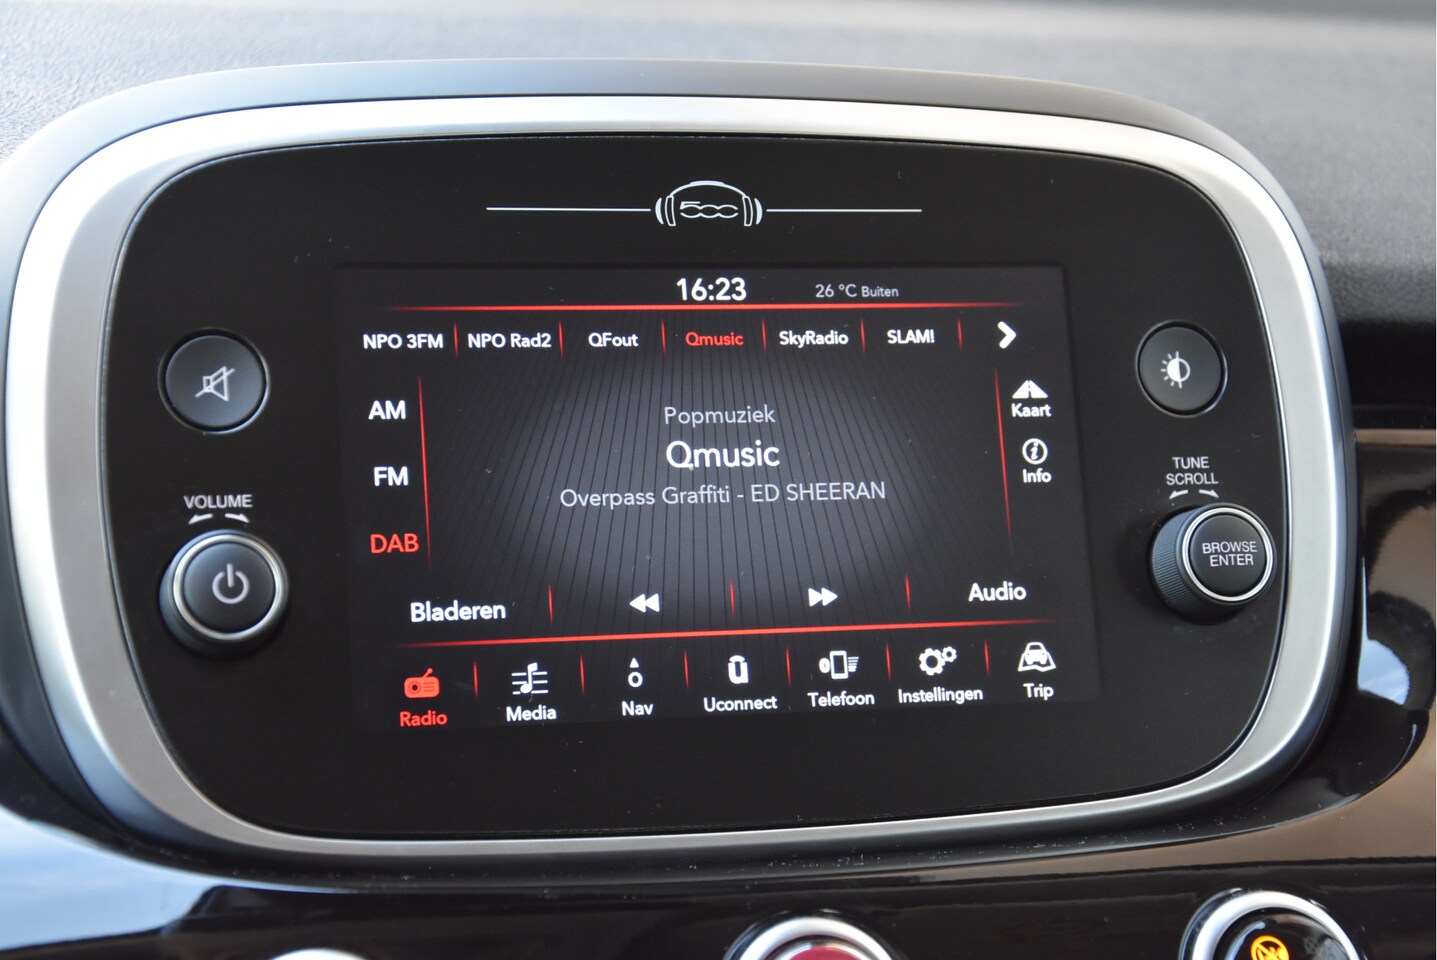 500
16:23 26 °C Buiten
NPO 3FM NPO Rad2 QFout Qmusic SkyRadio SLAM!
AM
FM
DAB
Popmuziek
Qmusic
Overpass Graffiti - ED SHEERAN
Kaart
Info
Bladeren
Audio
Radio Media Nav Uconnect Telefoon Instellingen Trip
VOLUME
TUNE
SCROLL
BROWSE
ENTER